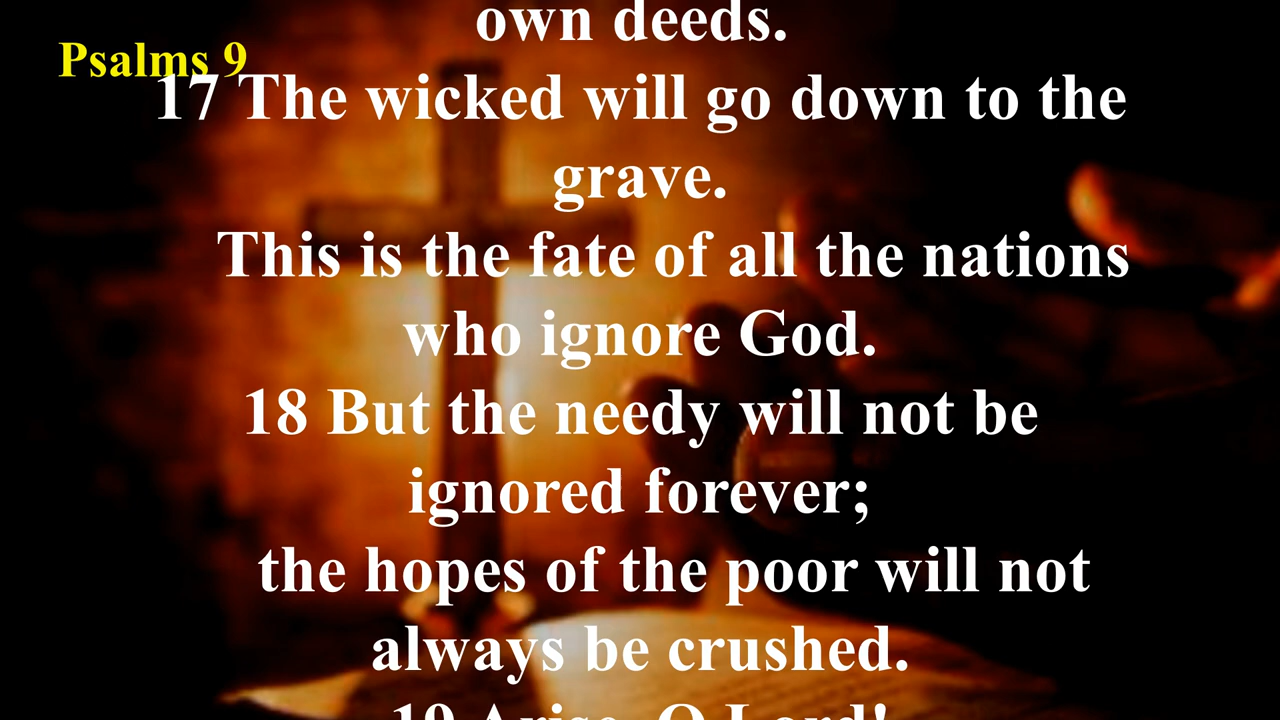 own deeds.
Psalms 9
17 The wicked will go down to the
grave.
This is the fate of all the nations
who ignore God.
18 But the needy will not be
ignored forever;
the hopes of the poor will not
always be crushed.
19 Arise, O Lord!